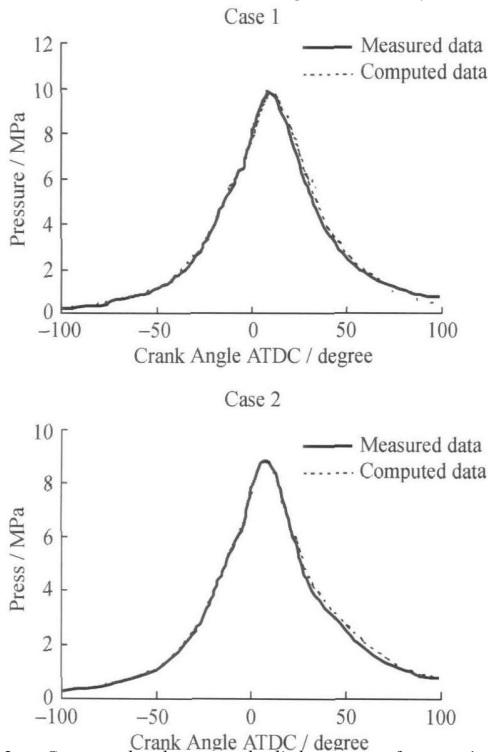 Case 1
12
10
8
6
4
2
0
Pressure / MPa
Measured data
Computed data
-100
-50
0
50
100
Crank Angle ATDC / degree
Case 2
10
8
6
4
2
0
Press / MPa
Measured data
Computed data
-100
-50
0
50
100
Crank Angle ATDC / degree